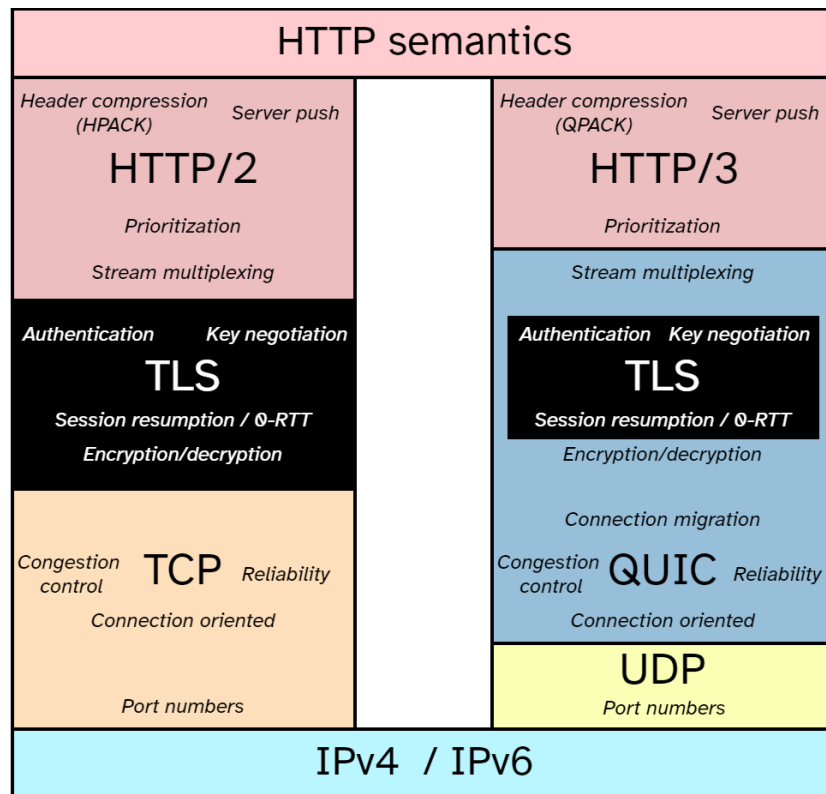 HTTP semantics
Header compression
(HPACK)
Server push
HTTP/2
Prioritization
Stream multiplexing
Authentication
Key negotiation
TLS
Session resumption / 0-RTT
Encryption/decryption
Congestion
control
TCP
Reliability
Connection oriented
Port numbers
Header compression
(QPACK)
Server push
HTTP/3
Prioritization
Stream multiplexing
Authentication
Key negotiation
TLS
Session resumption / 0-RTT
Encryption/decryption
Connection migration
Congestion
control
QUIC
Reliability
Connection oriented
UDP
Port numbers
IPv4 / IPv6